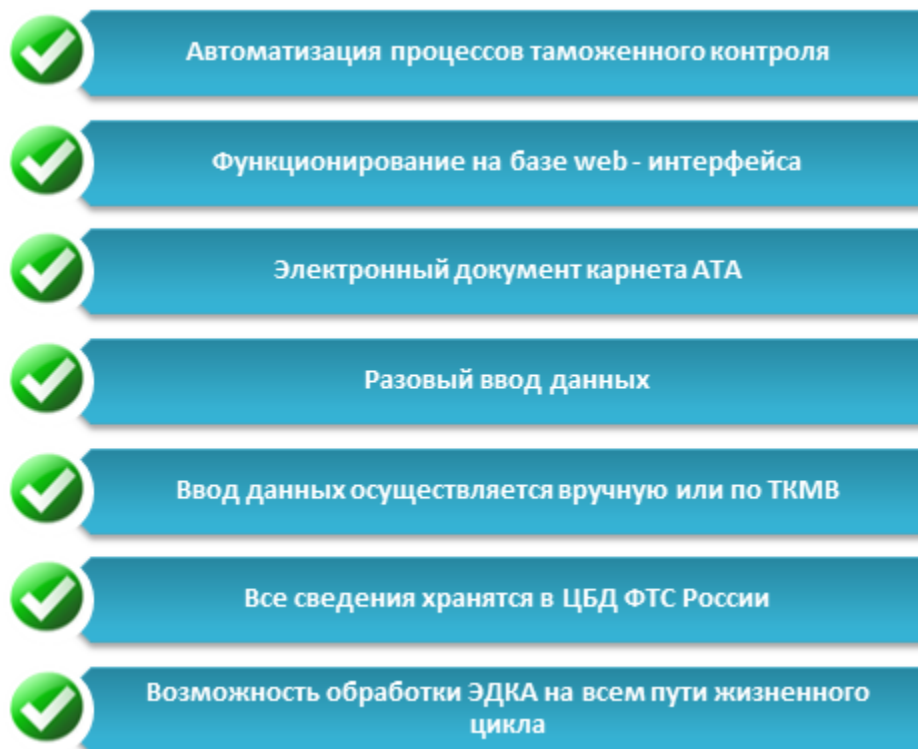 Автоматизация процессов таможенного контроля
Функционирование на базе web - интерфейса
Электронный документ карнета АТА
Разовый ввод данных
Ввод данных осуществляется вручную или по ТКМВ
Все сведения хранятся в ЦБД ФТС России
Возможность обработки ЭДКА на всем пути жизненного
цикла